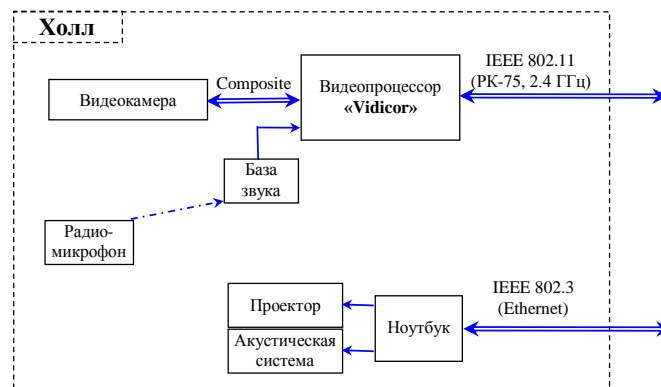 Холл
IEEE 802.11
(РК-75, 2.4 ГГц)
Composite
Видеокамера
Видеопроцессор
«Vidicor»
База
звука
Радио-
микрофон
IEEE 802.3
(Ethernet)
Проектор
Ноутбук
Акустическая
система